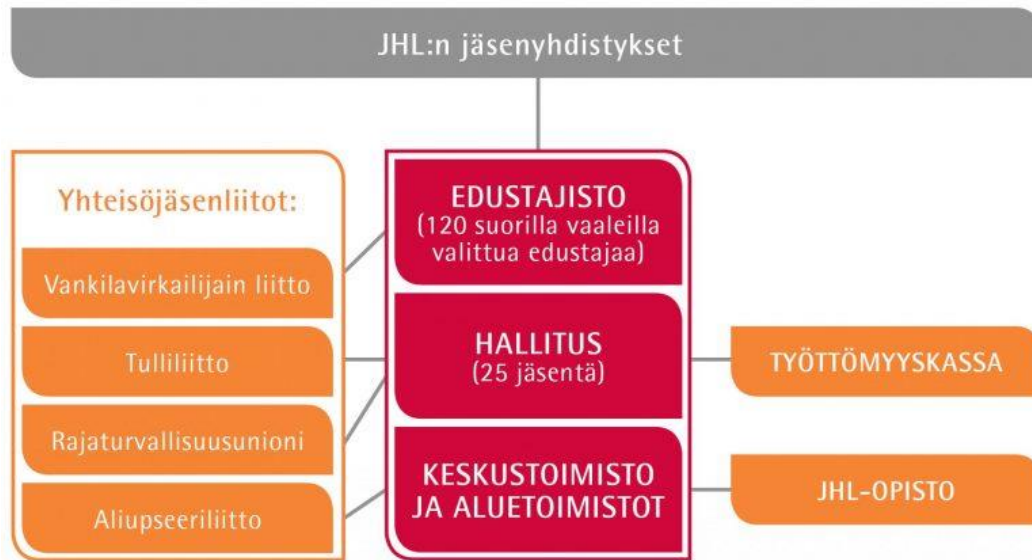 JHL:n jäsenyhdistykset
Yhteisöjäsenliitot:
Vankilavirkailijain liitto
Tulliliitto
Rajaturvallisuusunioni
Aliupseeriliitto
EDUSTAJISTO
(120 suorilla vaaleilla
valittua edustajaa)
HALLITUS
(25 jäsentä)
KESKUSTOIMISTO
JA ALUETOIMISTOT
TYÖTTÖMYYSKASSA
JHL-OPISTO